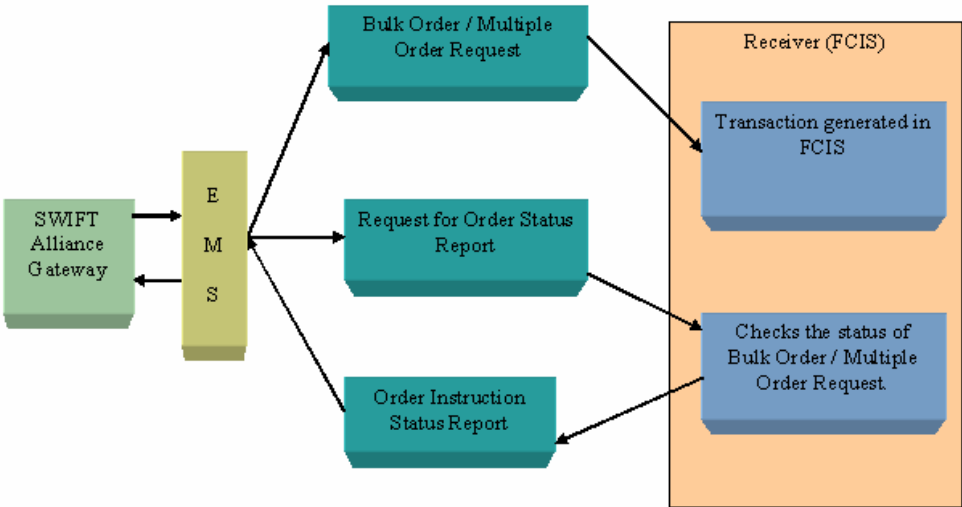 Bulk Order / Multiple
Order Request
Receiver (FCIS)
Transaction generated in
FCIS
E
M
S
SWIFT
Alliance
Gateway
Request for Order Status
Report
Checks the status of
Bulk Order / Multiple
Order Request.
Order Instruction
Status Report